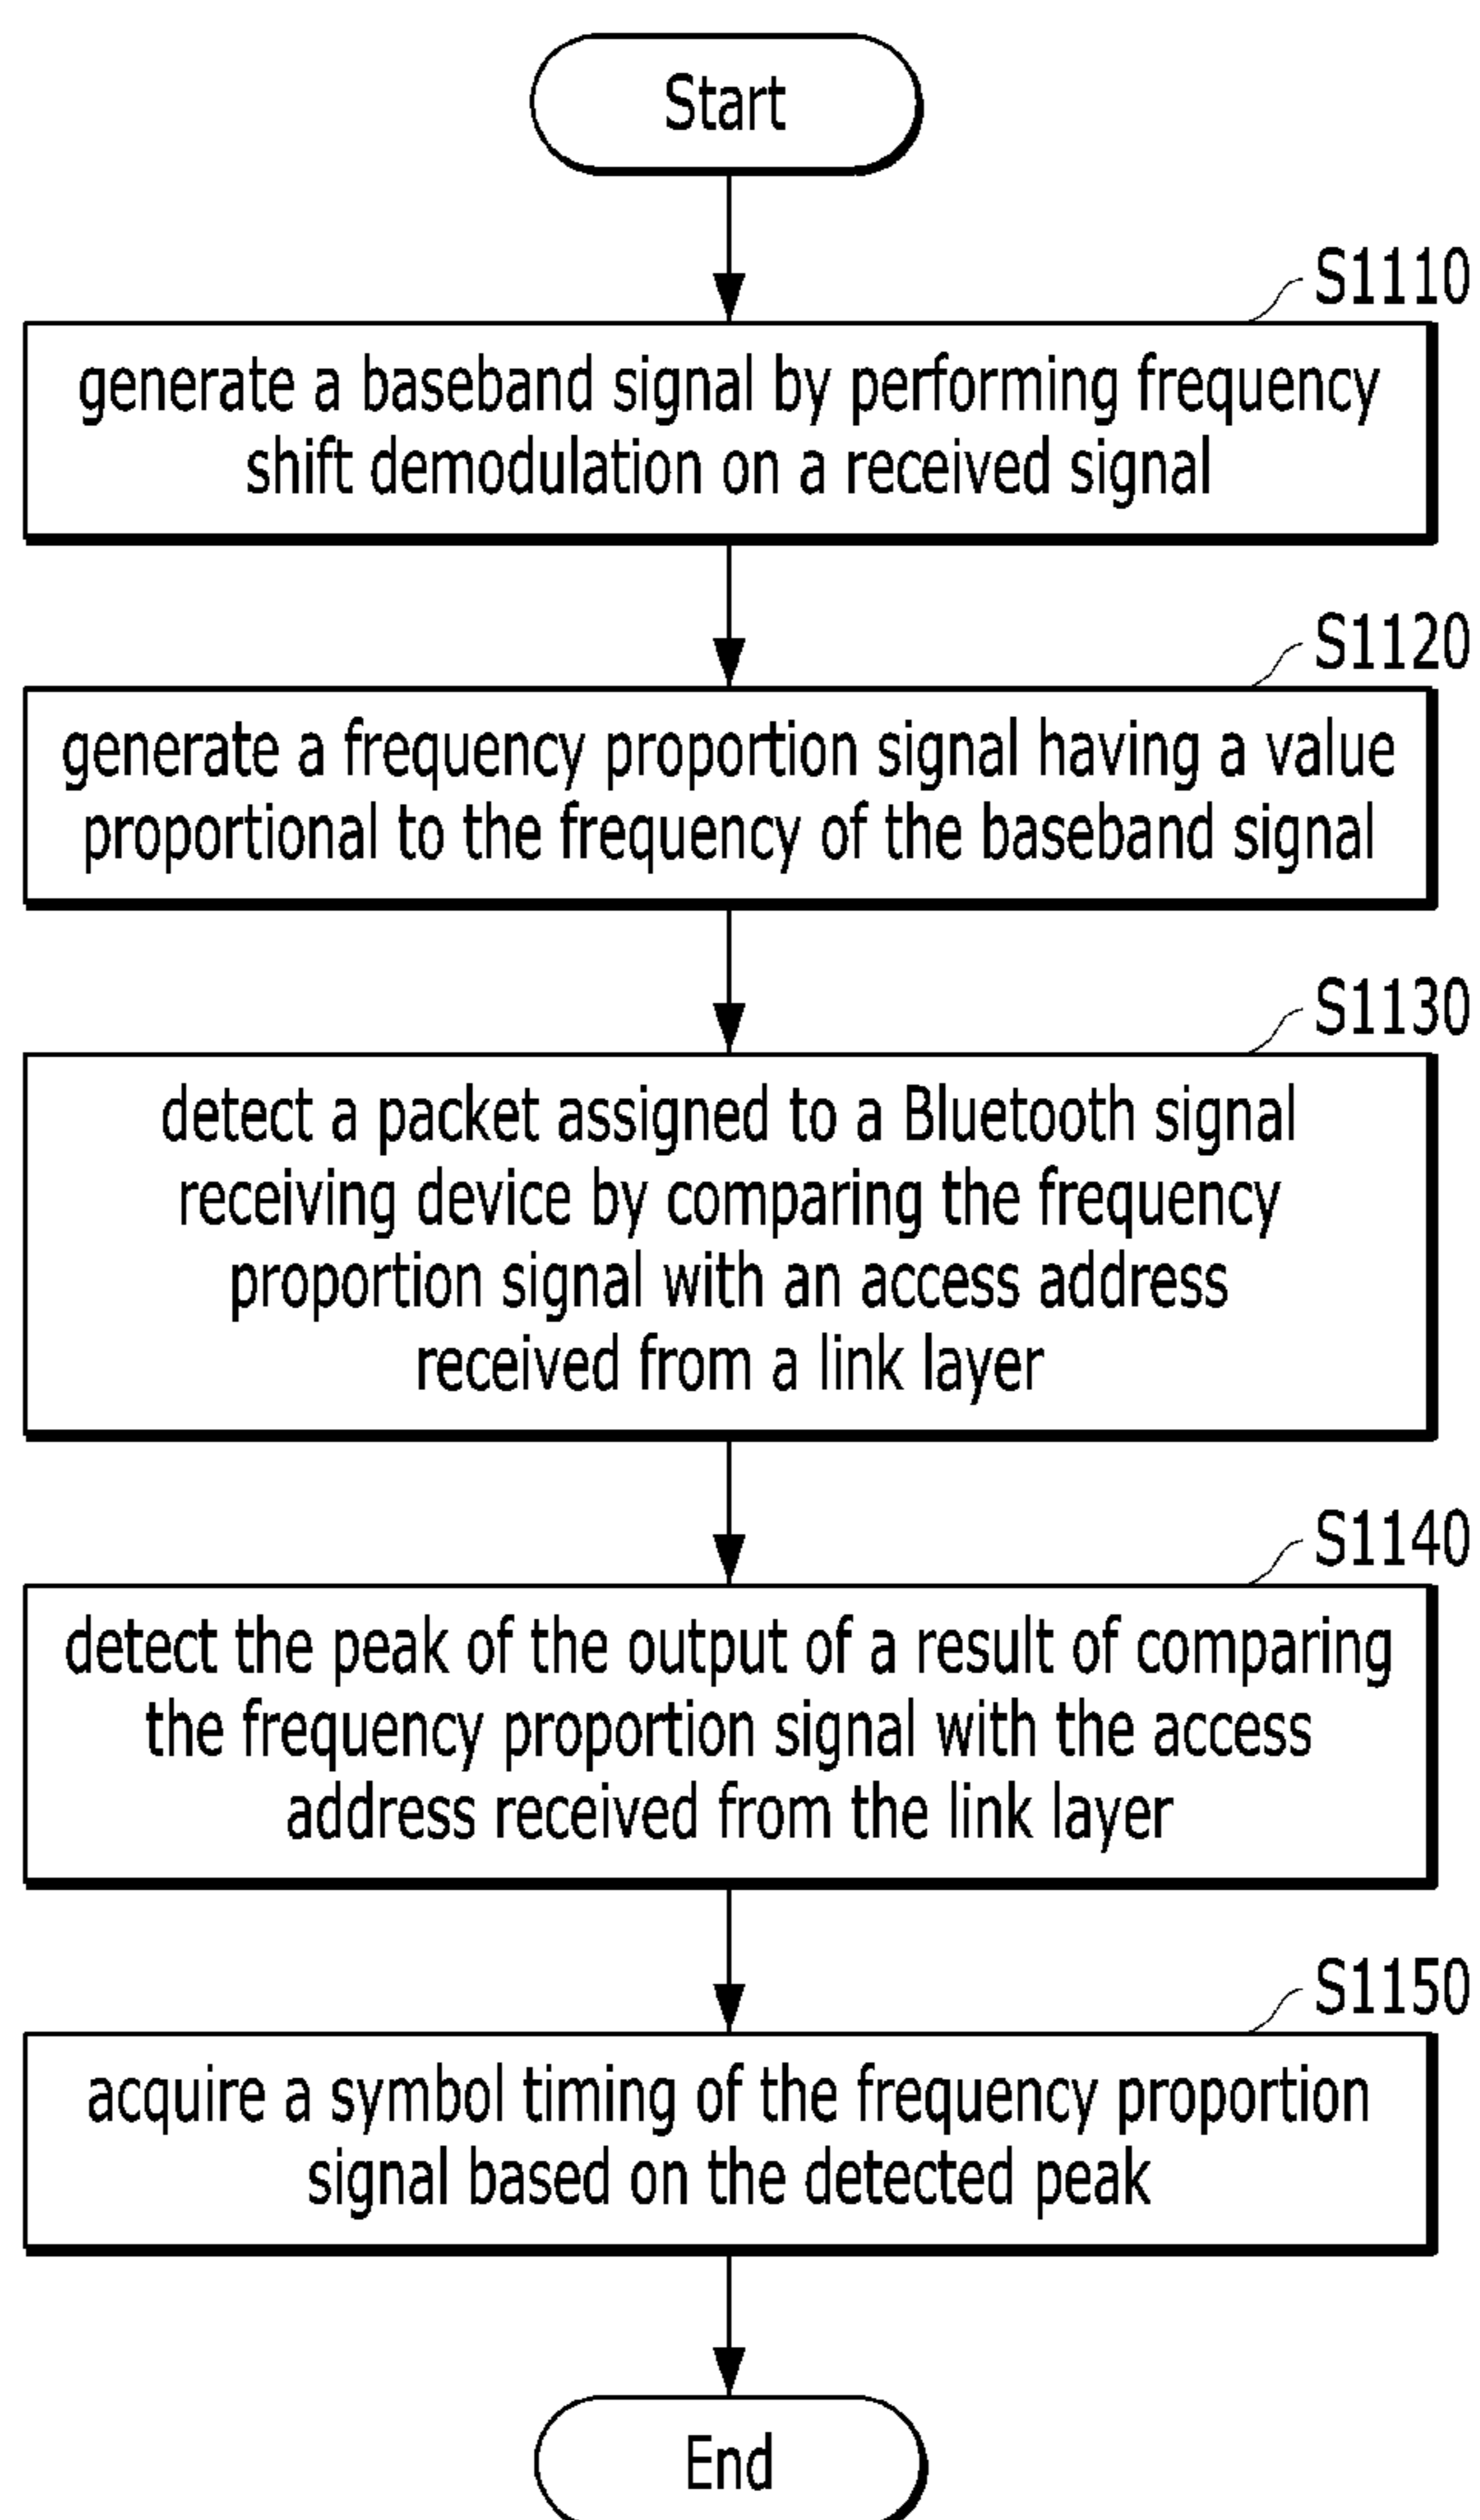 Start
S1110
generate a baseband signal by performing frequency
shift demodulation on a received signal
S1120
generate a frequency proportion signal having a value
proportional to the frequency of the baseband signal
S1130
detect a packet assigned to a Bluetooth signal
receiving device by comparing the frequency
proportion signal with an access address
received from a link layer
S1140
detect the peak of the output of a result of comparing
the frequency proportion signal with the access
address received from the link layer
S1150
acquire a symbol timing of the frequency proportion
signal based on the detected peak
End